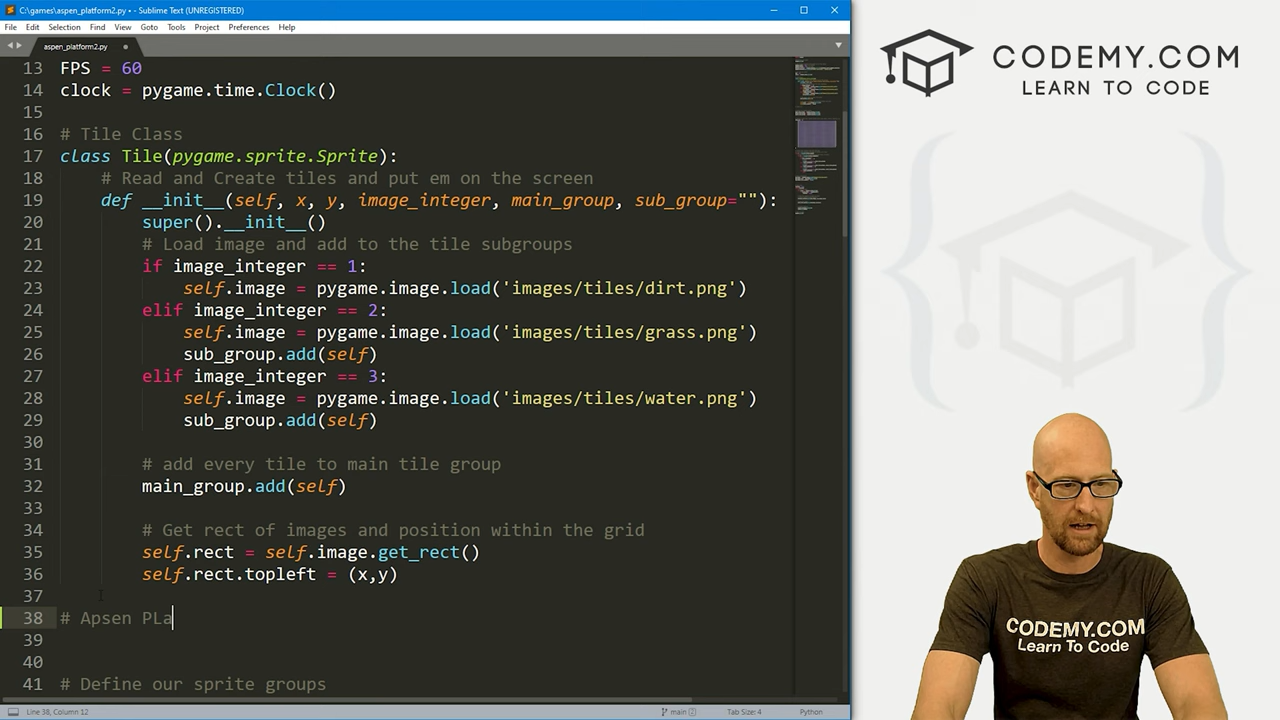 C:\games\aspen_platform2.py • - Sublime Text (UNREGISTERED)
File Edit Selection Find View Goto Tools Project Preferences Help
aspen_platform2.py
13 FPS = 60
14 clock = pygame.time.Clock()
15
16 # Tile Class
17 class Tile(pygame.sprite.Sprite):
18 # Read and Create tiles and put em on the screen
19 def __init__(self, x, y, image_integer, main_group, sub_group=""):
20 super().__init__()
21 # Load image and add to the tile subgroups
22 if image_integer == 1:
23 self.image = pygame.image.load('images/tiles/dirt.png')
24 elif image_integer == 2:
25 self.image = pygame.image.load('images/tiles/grass.png')
26 sub_group.add(self)
27 elif image_integer == 3:
28 self.image = pygame.image.load('images/tiles/water.png')
29 sub_group.add(self)
30
31 # add every tile to main tile group
32 main_group.add(self)
33
34 # Get rect of images and position within the grid
35 self.rect = self.image.get_rect()
36 self.rect.topleft = (x,y)
37
38 # Apsen PLa
39
40
41 # Define our sprite groups
Line 38, Column 12 main 2 Tab Size: 4 Python
CODEMY.COM
LEARN TO CODE
CODEMY.COM
Learn To Code